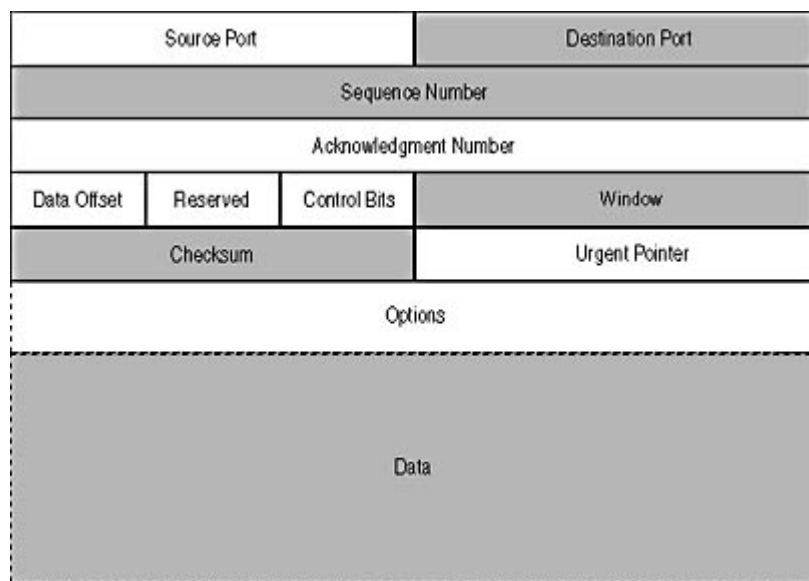 Source Port
Destination Port
Sequence Number
Acknowledgment Number
Data Offset
Reserved
Control Bits
Window
Checksum
Urgent Pointer
Options
Data